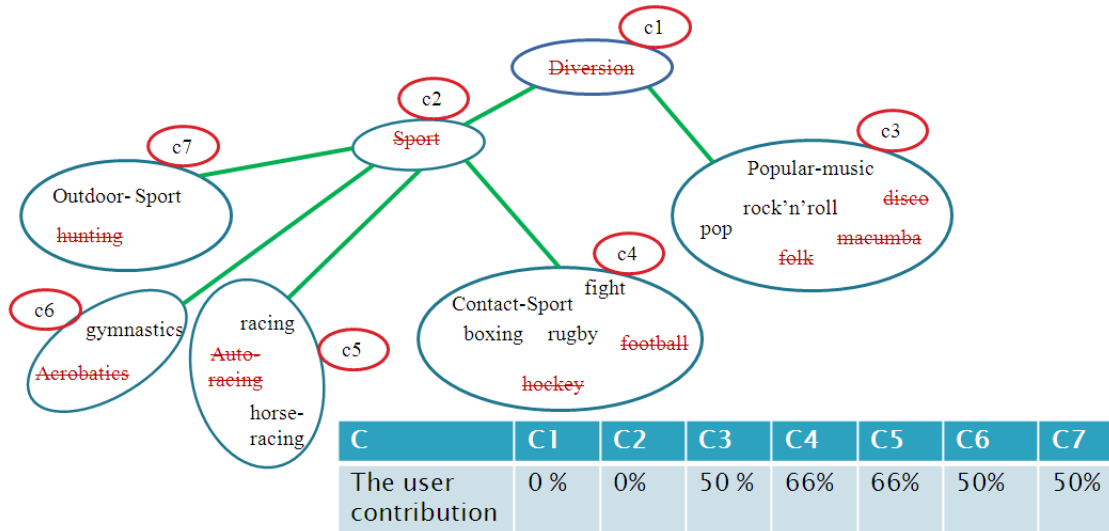 c1
Diversion
c2
Sport
c3
Popular-music
rock'n'roll
disco
pop
macumba
folk
c7
Outdoor- Sport
hunting
c4
fight
Contact-Sport
boxing rugby
football
hockey
c6
gymnastics
Acrobatics
c5
racing
Auto-
racing
horse-
racing
C C1 C2 C3 C4 C5 C6 C7
The user 0 % 0% 50 % 66% 66% 50% 50%
contribution